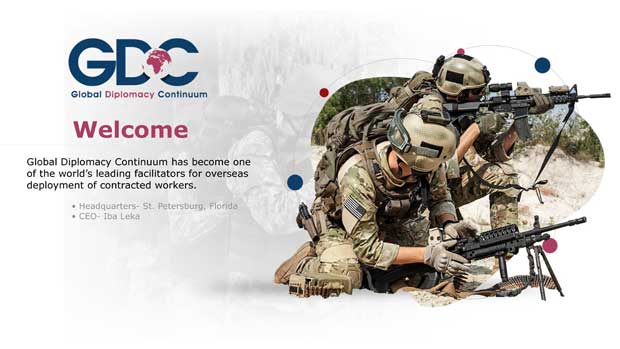 GDC
Global Diplomacy Continuum
Welcome
Global Diplomacy Continuum has become one
of the world's leading facilitators for overseas
deployment of contracted workers.
• Headquarters- St. Petersburg, Florida
• CEO- Iba Leka